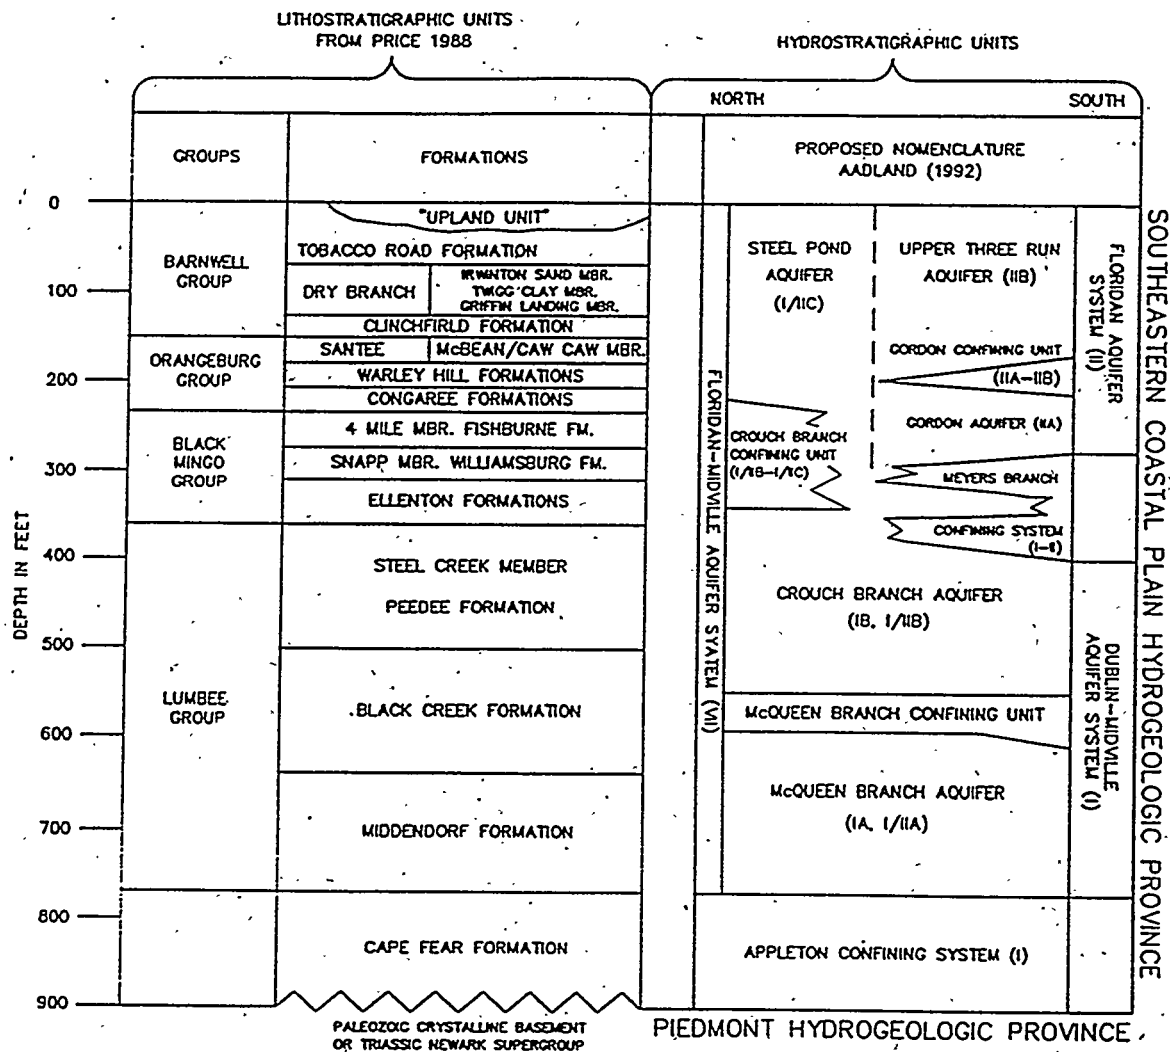 LITHOSTRATIGRAPHIC UNITS
FROM PRICE 1988
HYDROSTRATIGRAPHIC UNITS
NORTH
SOUTH
GROUPS
FORMATIONS
PROPOSED NOMENCLATURE
AADLAND (1992)
DEPTH IN FEET
0
100
200
300
400
500
600
700
800
900
BARNWELL
GROUP
ORANGEBURG
GROUP
BLACK
MINGO
GROUP
LUMBEE
GROUP
"UPLAND UNIT"
TOBACCO ROAD FORMATION
DRY BRANCH
IRWINTON SAND MBR.
TWIGG CLAY MBR.
GRIFFIN LANDING MBR.
CLINCHFIRLD FORMATION
SANTEE
McBEAN/CAW CAW MBR.
WARLEY HILL FORMATIONS
CONGAREE FORMATIONS
4 MILE MBR. FISHBURNE FM.
SNAPP MBR. WILLIAMSBURG FM.
ELLENTON FORMATIONS
STEEL CREEK MEMBER
PEEDEE FORMATION
BLACK CREEK FORMATION
MIDDENDORF FORMATION
CAPE FEAR FORMATION
PALEOZOIC CRYSTALLINE BASEMENT
OR TRIASSIC NEWARK SUPERGROUP
FLORIDAN-MIDVILLE AQUIFER SYATEM (VII)
STEEL POND
AQUIFER
(I/IIC)
UPPER THREE RUN
AQUIFER (IIB)
GORDON CONFINING UNIT
(IIA-IIB)
GORDON AQUIFER (IIA)
CROUCH BRANCH
CONFINING UNIT
(I/IIB-I/IIC)
MEYERS BRANCH
CONFINING SYSTEM
(I-II)
CROUCH BRANCH AQUIFER
(IB, I/IIB)
McQUEEN BRANCH CONFINING UNIT
McQUEEN BRANCH AQUIFER
(IA, I/IIA)
APPLETON CONFINING SYSTEM (I)
FLORIDAN AQUIFER
SYSTEM (II)
DUBLIN-MIDVILLE
AQUIFER SYSTEM (I)
SOUTHEASTERN COASTAL PLAIN HYDROGEOLOGIC PROVINCE
PIEDMONT HYDROGEOLOGIC PROVINCE